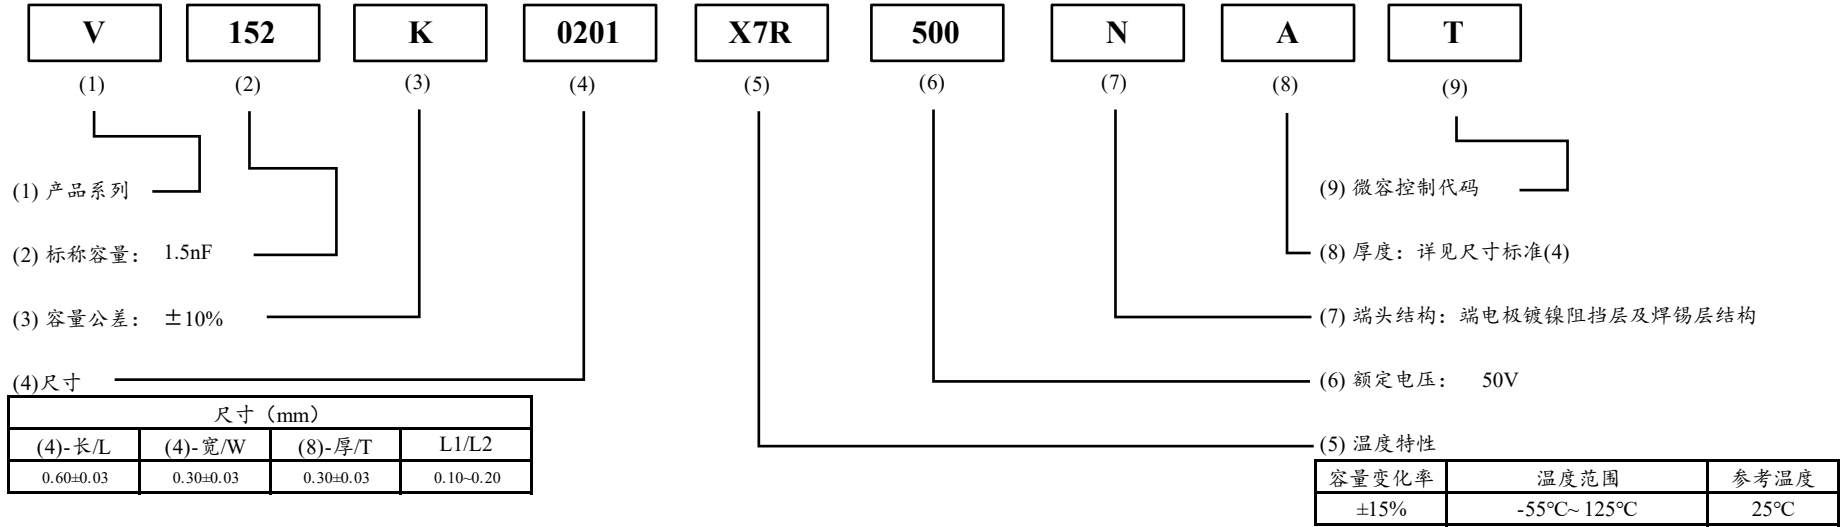 V 152 K 0201 X7R 500 N A T
(1) (2) (3) (4) (5) (6) (7) (8) (9)
(1) 产品系列
(9) 微容控制代码
(2) 标称容量： 1.5nF
(8) 厚度：详见尺寸标准(4)
(3) 容量公差： ±10%
(7) 端头结构：端电极镀镍阻挡层及焊锡层结构
(4)尺寸
(6) 额定电压： 50V
尺寸（mm）
(4)-长/L (4)-宽/W (8)-厚/T L1/L2
0.60±0.03 0.30±0.03 0.30±0.03 0.10~0.20
(5) 温度特性
容量变化率 温度范围 参考温度
±15% -55℃~ 125℃ 25℃